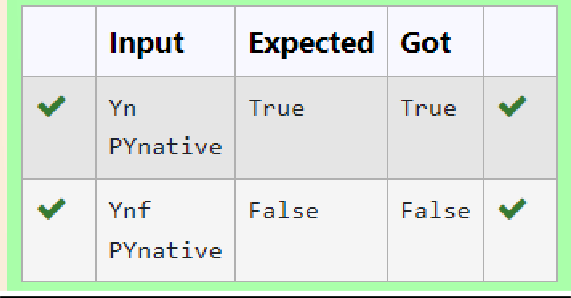 Input Expected Got
Yn True True
PYnative
Ynf False False
PYnative